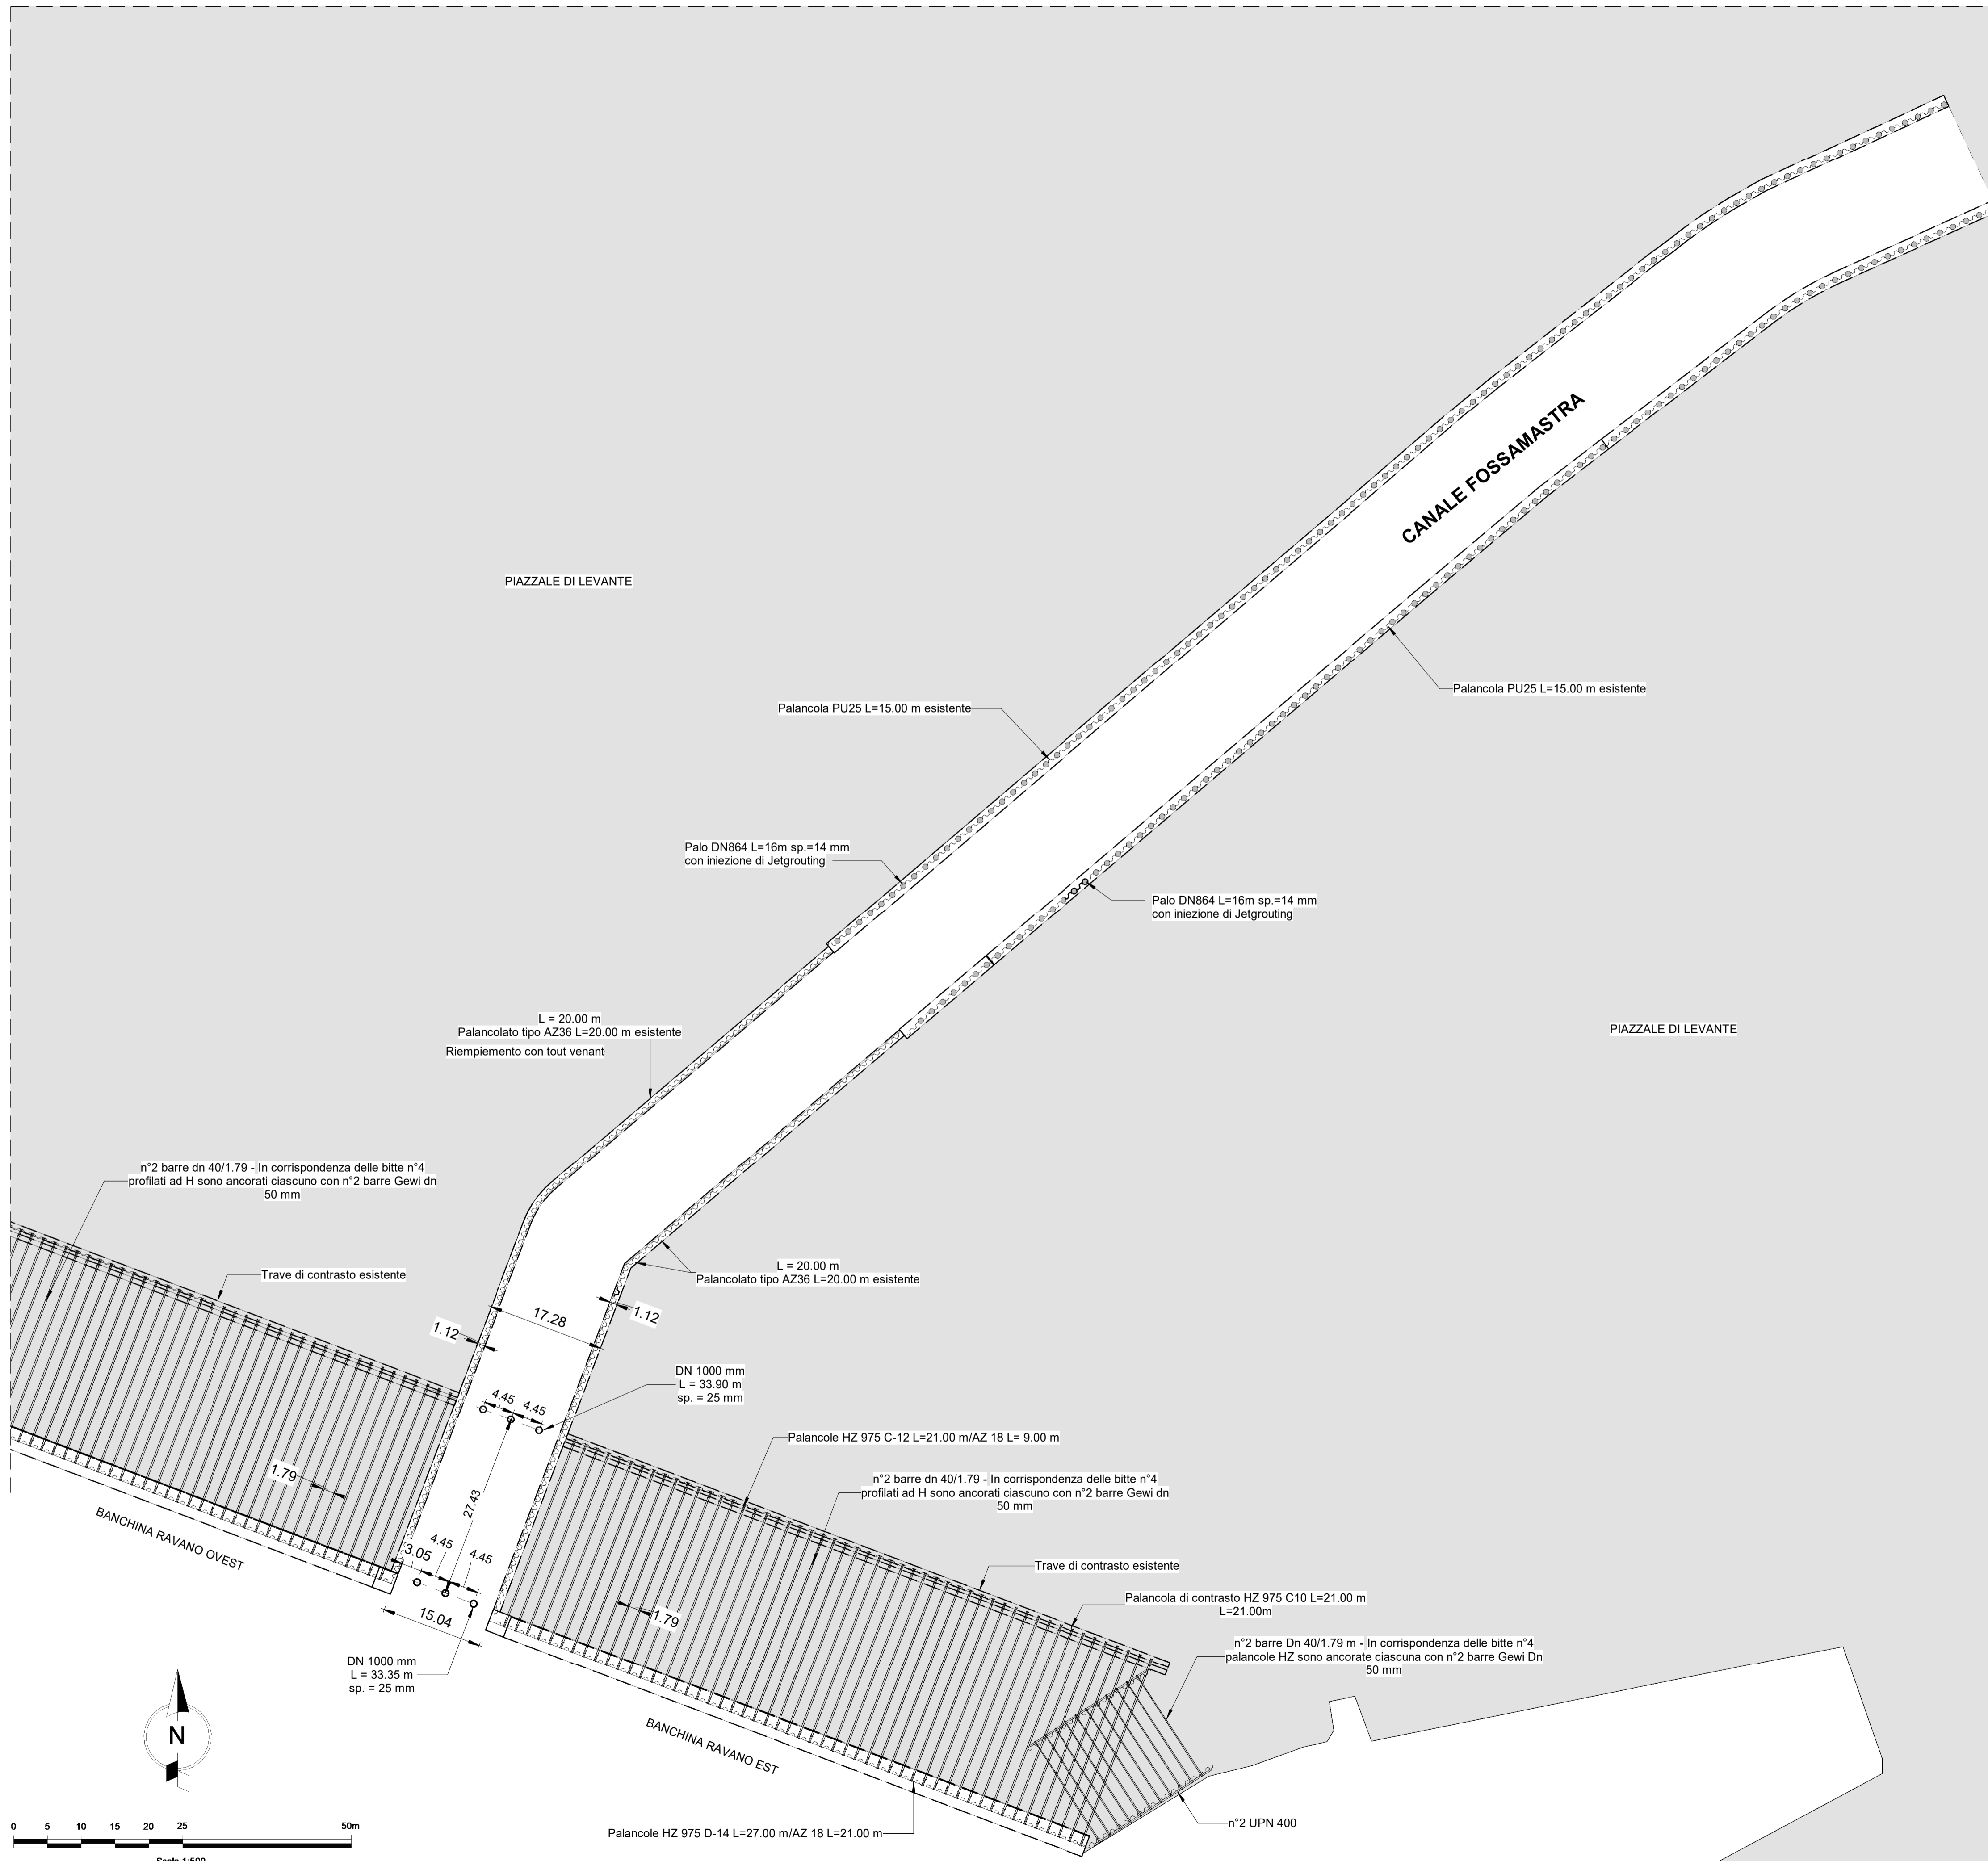 CANALE FOSSAMASTRA
PIAZZALE DI LEVANTE
Palancola PU25 L=15.00 m esistente
Palancola PU25 L=15.00 m esistente
Palo DN864 L=16m sp.=14 mm
con iniezione di Jetgrouting
Palo DN864 L=16m sp.=14 mm
con iniezione di Jetgrouting
L = 20.00 m
Palancolato tipo AZ36 L=20.00 m esistente
Riempiemento con tout venant
PIAZZALE DI LEVANTE
n°2 barre dn 40/1.79 - In corrispondenza delle bitte n°4
profilati ad H sono ancorati ciascuno con n°2 barre Gewi dn
50 mm
Trave di contrasto esistente
L = 20.00 m
Palancolato tipo AZ36 L=20.00 m esistente
17.28
1.12
1.12
DN 1000 mm
L = 33.90 m
sp. = 25 mm
4.45
4.45
Palancole HZ 975 C-12 L=21.00 m/AZ 18 L= 9.00 m
n°2 barre dn 40/1.79 - In corrispondenza delle bitte n°4
profilati ad H sono ancorati ciascuno con n°2 barre Gewi dn
50 mm
1.79
27.43
BANCHINA RAVANO OVEST
4.45
3.05
4.45
Trave di contrasto esistente
Palancola di contrasto HZ 975 C10 L=21.00 m
L=21.00m
15.04
1.79
n°2 barre Dn 40/1.79 m - In corrispondenza delle bitte n°4
palancole HZ sono ancorate ciascuna con n°2 barre Gewi Dn
50 mm
DN 1000 mm
L = 33.35 m
sp. = 25 mm
N
BANCHINA RAVANO EST
n°2 UPN 400
0 5 10 15 20 25 50m
Palancole HZ 975 D-14 L=27.00 m/AZ 18 L=21.00 m
Scala 1:500